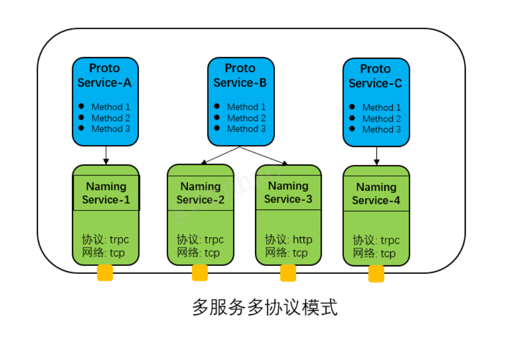 Proto
Service-A
● Method 1
● Method 2
● Method 3
Proto
Service-B
● Method 1
● Method 2
● Method 3
Proto
Service-C
● Method 1
● Method 2
● Method 3
Naming
Service-1
协议: trpc
网络: tcp
Naming
Service-2
协议: trpc
网络: tcp
Naming
Service-3
协议: http
网络: tcp
Naming
Service-4
协议: trpc
网络: tcp
多服务多协议模式